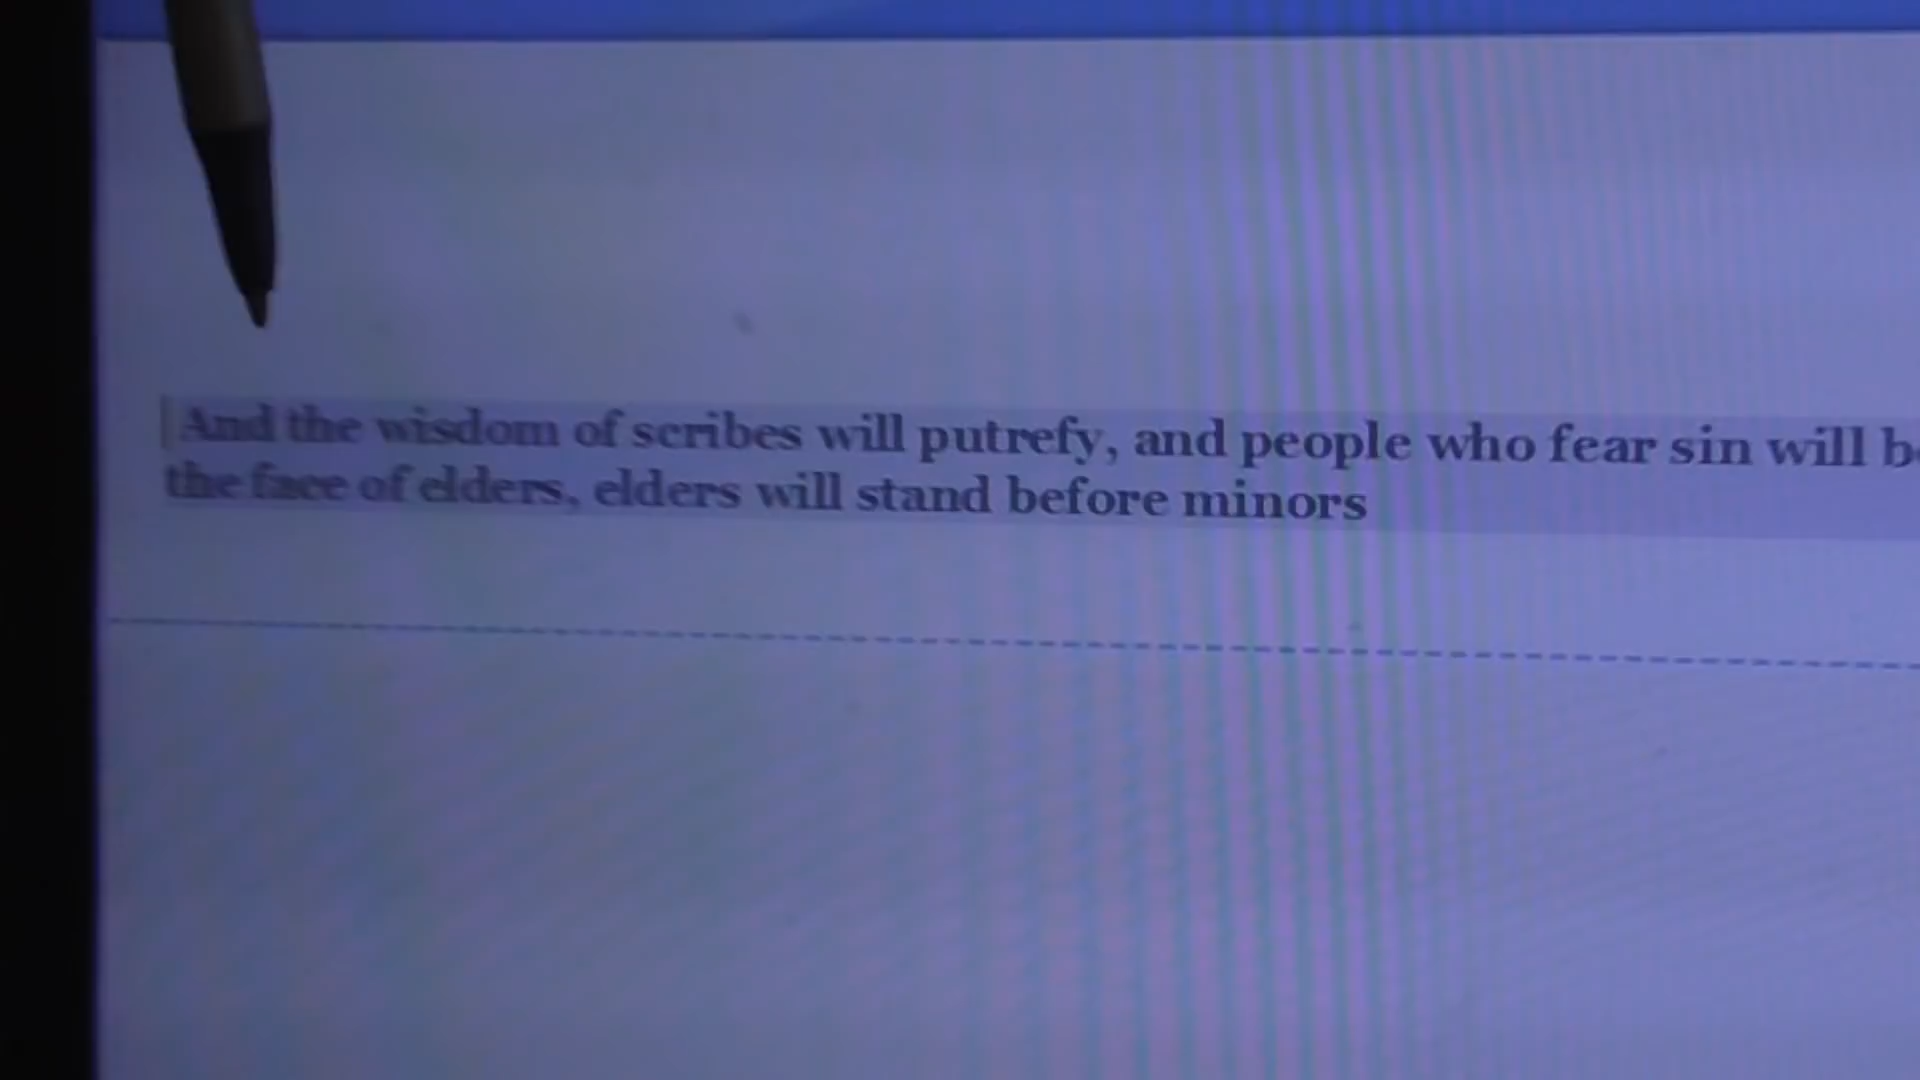 And the wisdom of scribes will putrefy, and people who fear sin will
the face of elders, elders will stand before minors